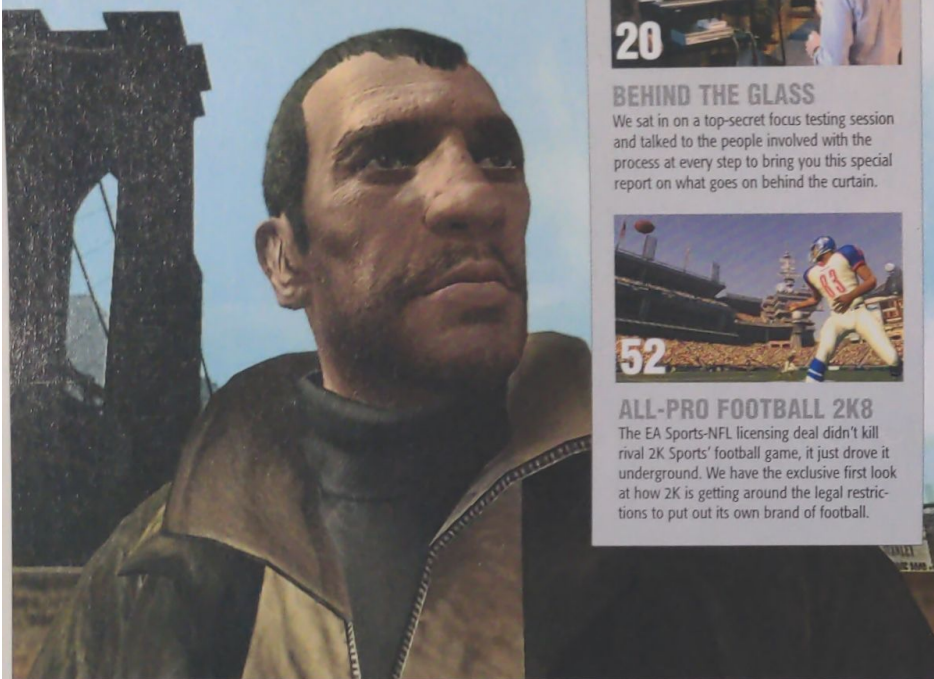 20
BEHIND THE GLASS
We sat in on a top-secret focus testing session
and talked to the people involved with the
process at every step to bring you this special
report on what goes on behind the curtain.
83
52
ALL-PRO FOOTBALL 2K8
The EA Sports-NFL licensing deal didn't kill
rival 2K Sports' football game, it just drove it
underground. We have the exclusive first look
at how 2K is getting around the legal restric-
tions to put out its own brand of football.